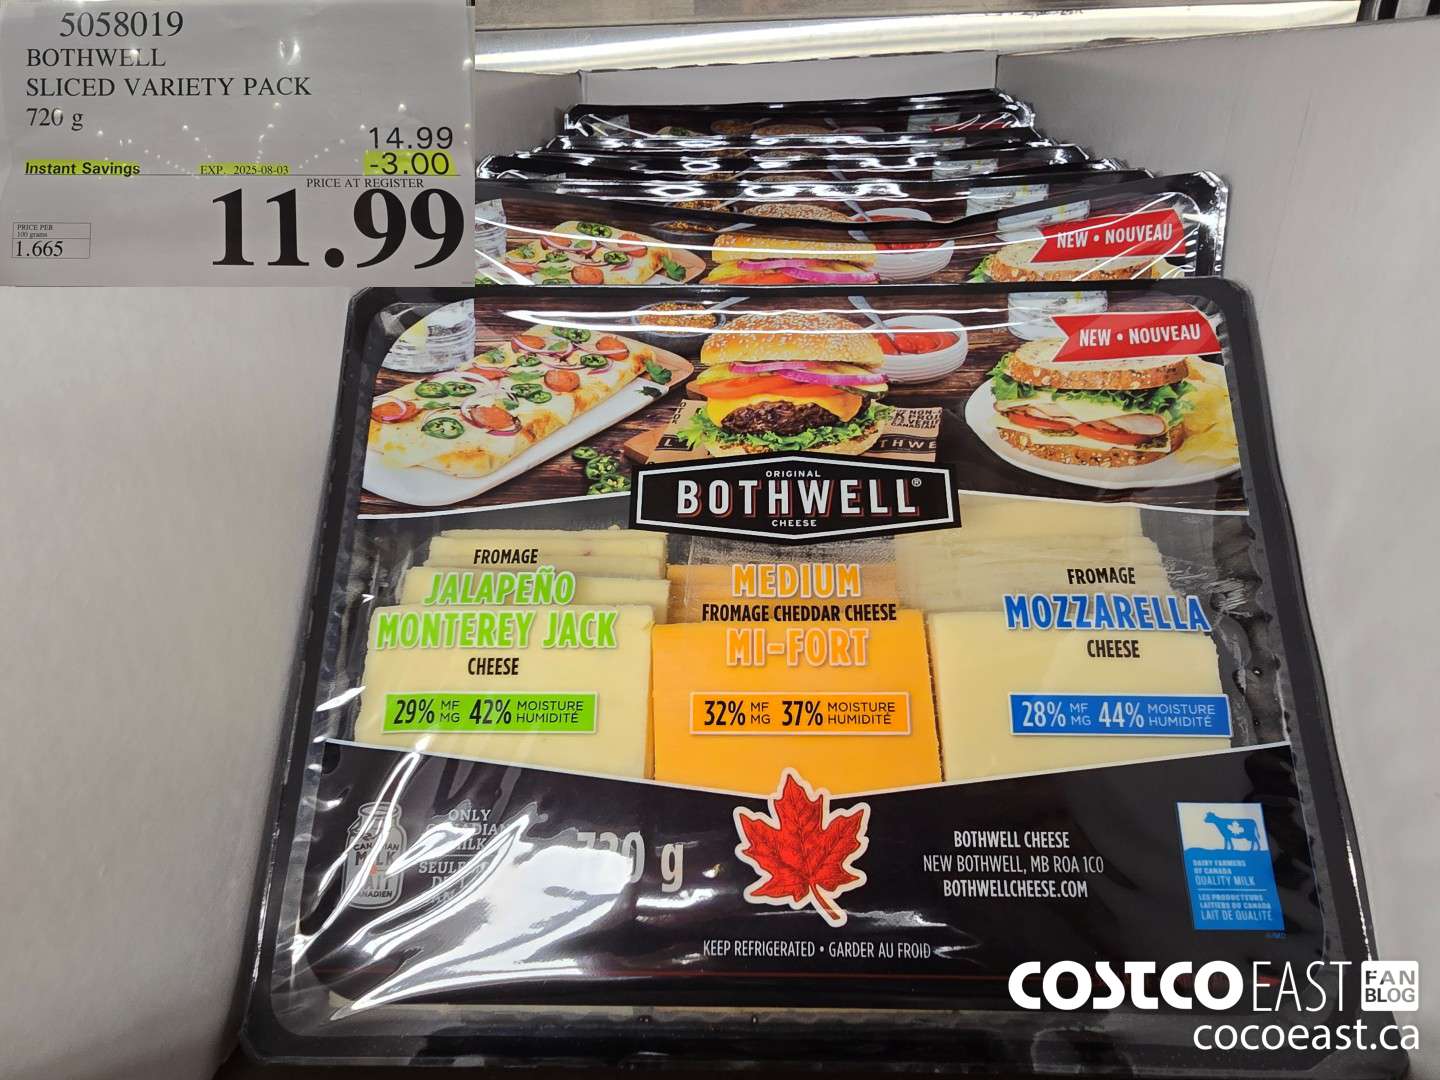 5058019
BOTHWELL
SLICED VARIETY PACK
720 g
14.99
Instant Savings EXP. 2025-08-03 -3.00
PRICE AT REGISTER
11.99
PRICE PER
100 grams
1.665
NEW • NOUVEAU
NEW • NOUVEAU
ORIGINAL
BOTHWELL®
CHEESE
FROMAGE
JALAPEÑO
MONTEREY JACK
CHEESE
29% MF MG 42% MOISTURE HUMIDITÉ
MEDIUM
FROMAGE CHEDDAR CHEESE
MI-FORT
32% MF MG 37% MOISTURE HUMIDITÉ
FROMAGE
MOZZARELLA
CHEESE
28% MF MG 44% MOISTURE HUMIDITÉ
MILK
LAIT
ONLY
720 g
BOTHWELL CHEESE
NEW BOTHWELL, MB R0A 1C0
BOTHWELLCHEESE.COM
DAIRY FARMERS
OF CANADA
QUALITY MILK
LES PRODUCTEURS
LAITIERS DU CANADA
LAIT DE QUALITÉ
KEEP REFRIGERATED • GARDER AU FROID
COSTCO EAST FAN BLOG
cocoeast.ca